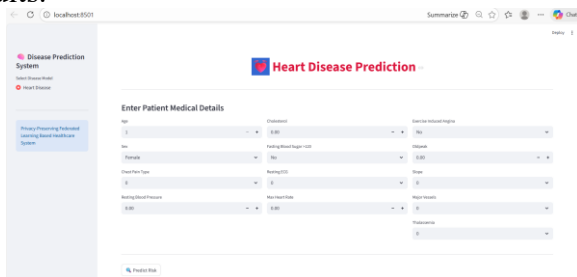 localhost:8501
Summarize
Chat
Deploy
Disease Prediction
System
Select Disease Model
Heart Disease
Privacy Preserving Federated
Learning Based Healthcare
System
Heart Disease Prediction
Enter Patient Medical Details
Age
1
Sex
Female
Chest Pain Type
0
Resting Blood Pressure
0.00
Cholesterol
0.00
Fasting Blood Sugar >120
No
Resting ECG
0
Max Heart Rate
0.00
Exercise Induced Angina
No
Oldpeak
0.00
Slope
0
Major Vessels
0
Thalassemia
0
Predict Risk